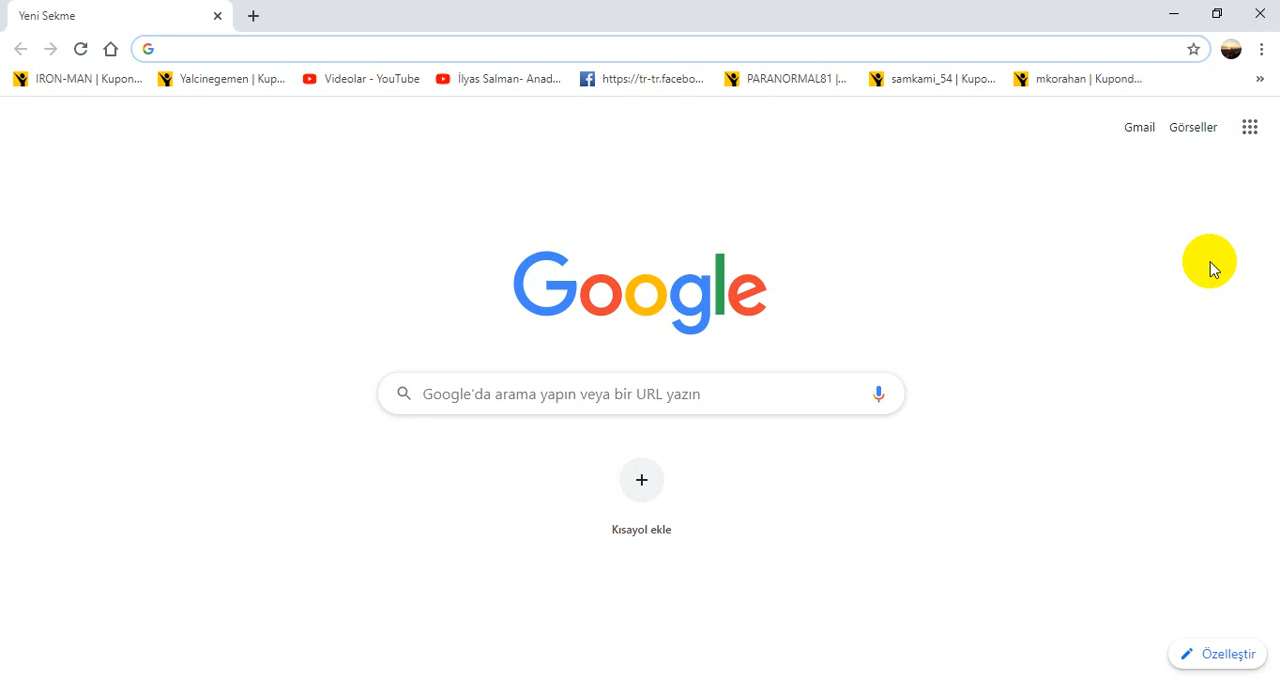 Yeni Sekme
IRON-MAN | Kupon...
Yalcinegemen | Kup...
Videolar - YouTube
İlyas Salman- Anad...
https://tr-tr.facebo...
PARANORMAL81 |...
samkami_54 | Kupo...
mkorahan | Kupond...
Gmail Görseller
Google
Google'da arama yapın veya bir URL yazın
Kısayol ekle
Özelleştir